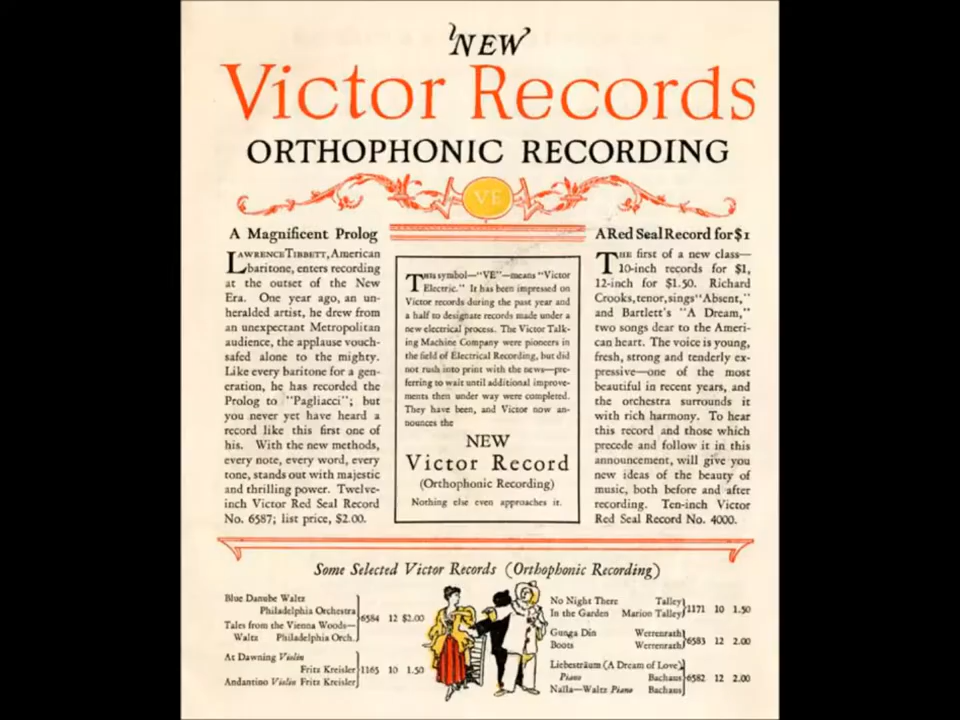 NEW
Victor Records
ORTHOPHONIC RECORDING
VE
A Magnificent Prolog
LAWRENCE TIBBETT, American
baritone, enters recording
at the outset of the New
Era. One year ago, an un-
heralded artist, he drew from
an unexpectant Metropolitan
audience, the applause vouch-
safed alone to the mighty.
Like every baritone for a gen-
eration, he has recorded the
Prolog to "Pagliacci"; but
you never yet have heard a
record like this first one of
his. With the new methods,
every note, every word, every
tone, stands out with majestic
and thrilling power. Twelve-
inch Victor Red Seal Record
No. 6587; list price, $2.00.
THIS symbol—"VE"—means "Victor
Electric." It has been impressed on
Victor records during the past year and
a half to designate records made under a
new electrical process. The Victor Talk-
ing Machine Company were pioneers in
the field of Electrical Recording, but did
not rush into print with the news—pre-
ferring to wait until additional improve-
ments then under way were completed.
They have been, and Victor now an-
nounces the
NEW
Victor Record
(Orthophonic Recording)
Nothing else even approaches it.
A Red Seal Record for $1
THE first of a new class—
10-inch records for $1,
12-inch for $1.50. Richard
Crooks, tenor, sings "Absent,"
and Bartlett's "A Dream,"
two songs dear to the Ameri-
can heart. The voice is young,
fresh, strong and tenderly ex-
pressive—one of the most
beautiful in recent years, and
the orchestra surrounds it
with rich harmony. To hear
this record and those which
precede and follow it in this
announcement, will give you
new ideas of the beauty of
music, both before and after
recording. Ten-inch Victor
Red Seal Record No. 4000.
Some Selected Victor Records (Orthophonic Recording)
Blue Danube Waltz
Philadelphia Orchestra
Tales from the Vienna Woods—
Waltz Philadelphia Orch.
6584 12 $2.00
At Dawning Violin
Fritz Kreisler
Andantino Violin Fritz Kreisler
1165 10 1.50
No Night There Talley
In the Garden Marion Talley
1171 10 1.50
Gunga Din Werrenrath
Boots Werrenrath
6583 12 2.00
Liebesträum (A Dream of Love)
Piano Bachaus
Naïla—Waltz Piano Bachaus
6582 12 2.00